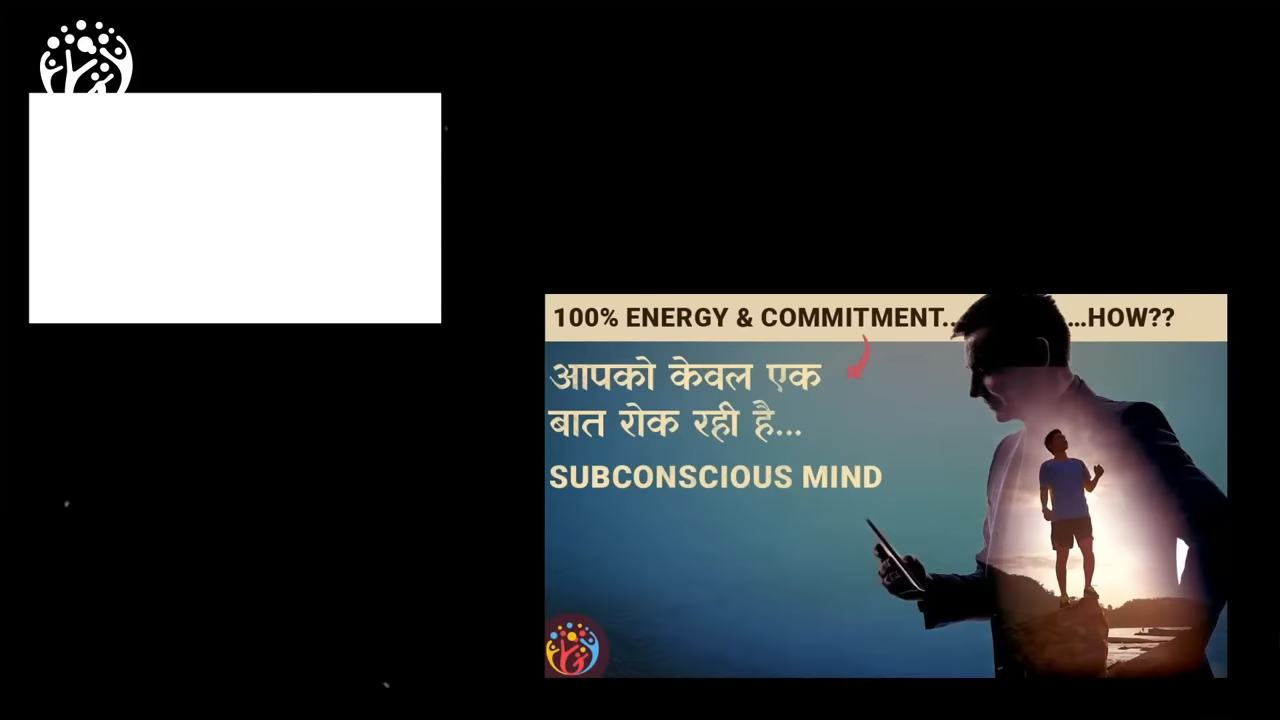 100% ENERGY & COMMITMENT.. ...HOW??
आपको केवल एक
बात रोक रही है...
SUBCONSCIOUS MIND